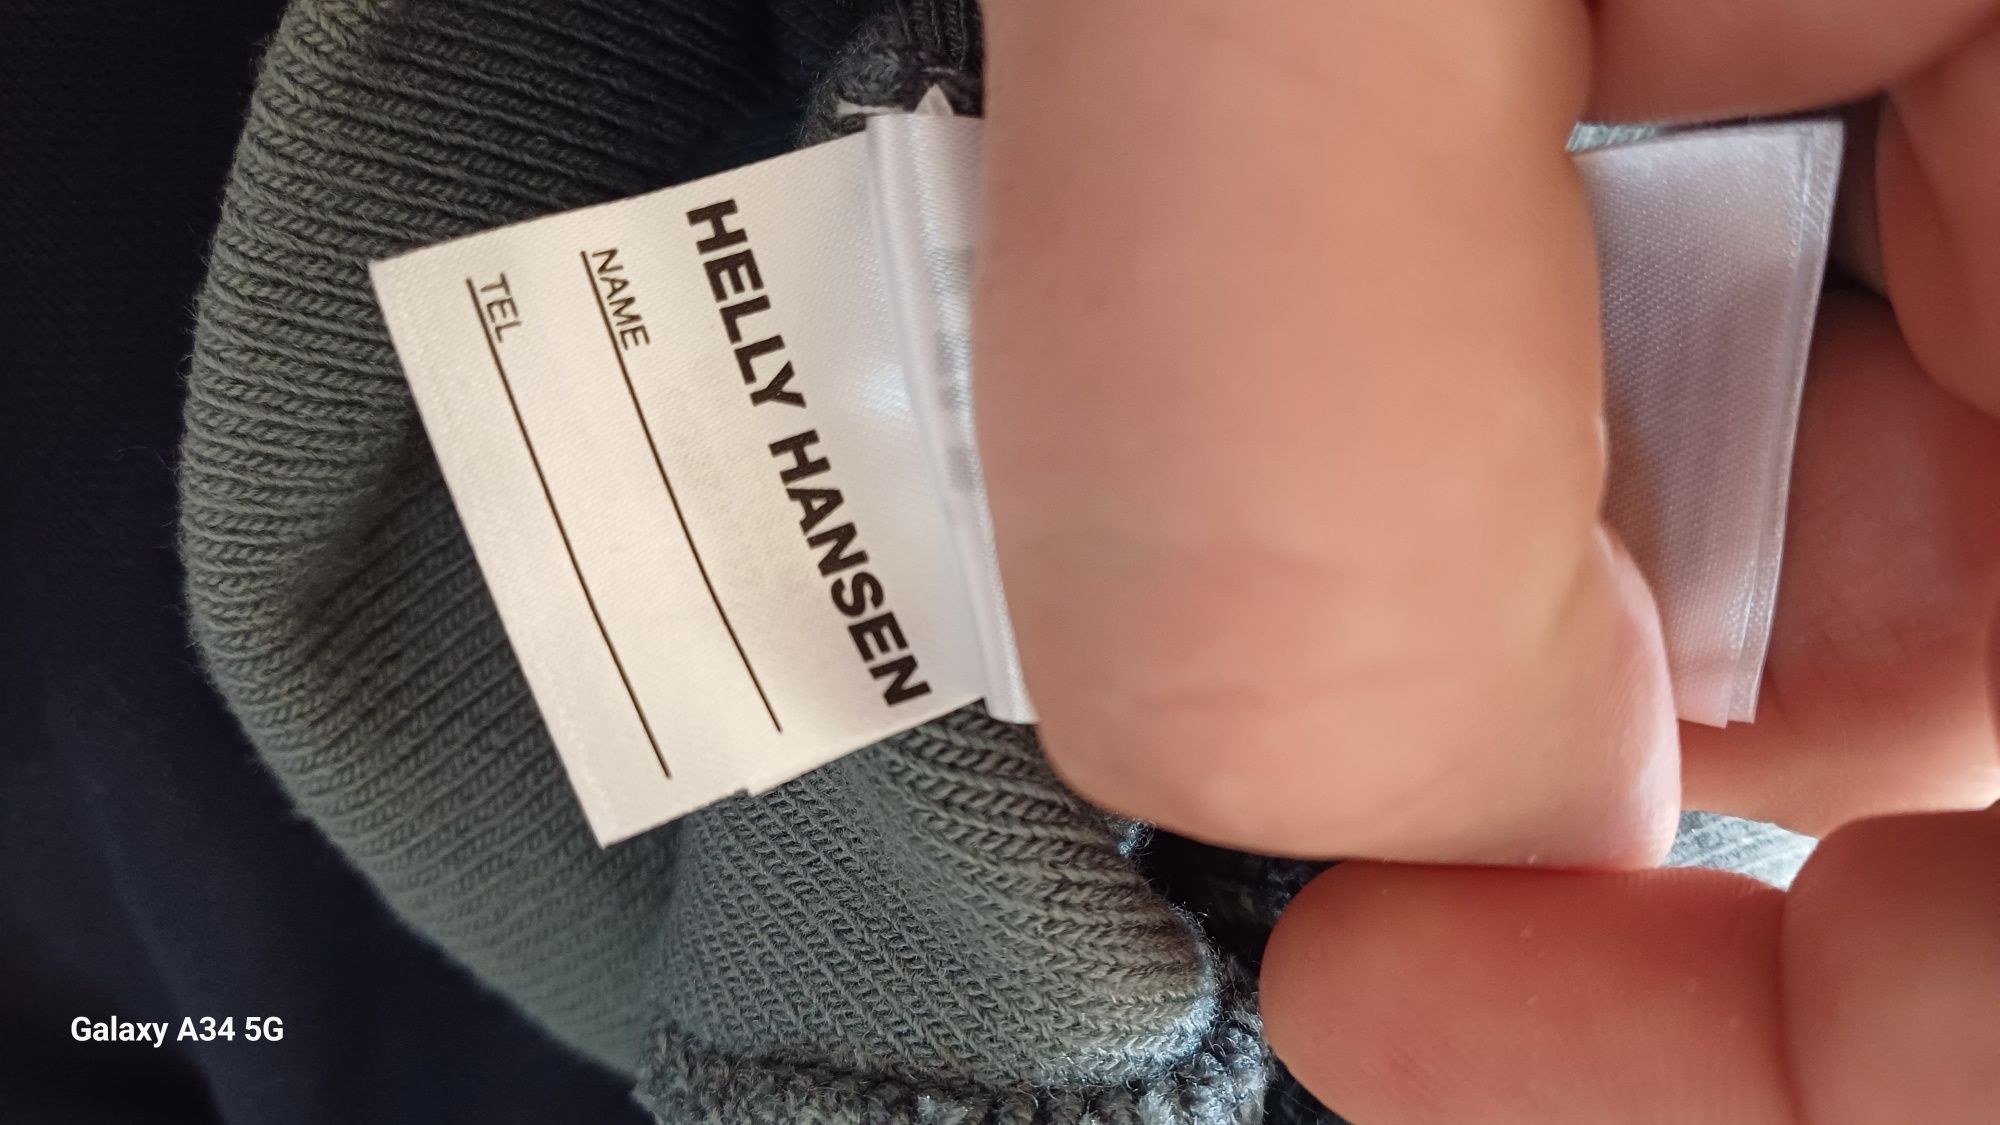 HELLY HANSEN
NAME
TEL
Galaxy A34 5G